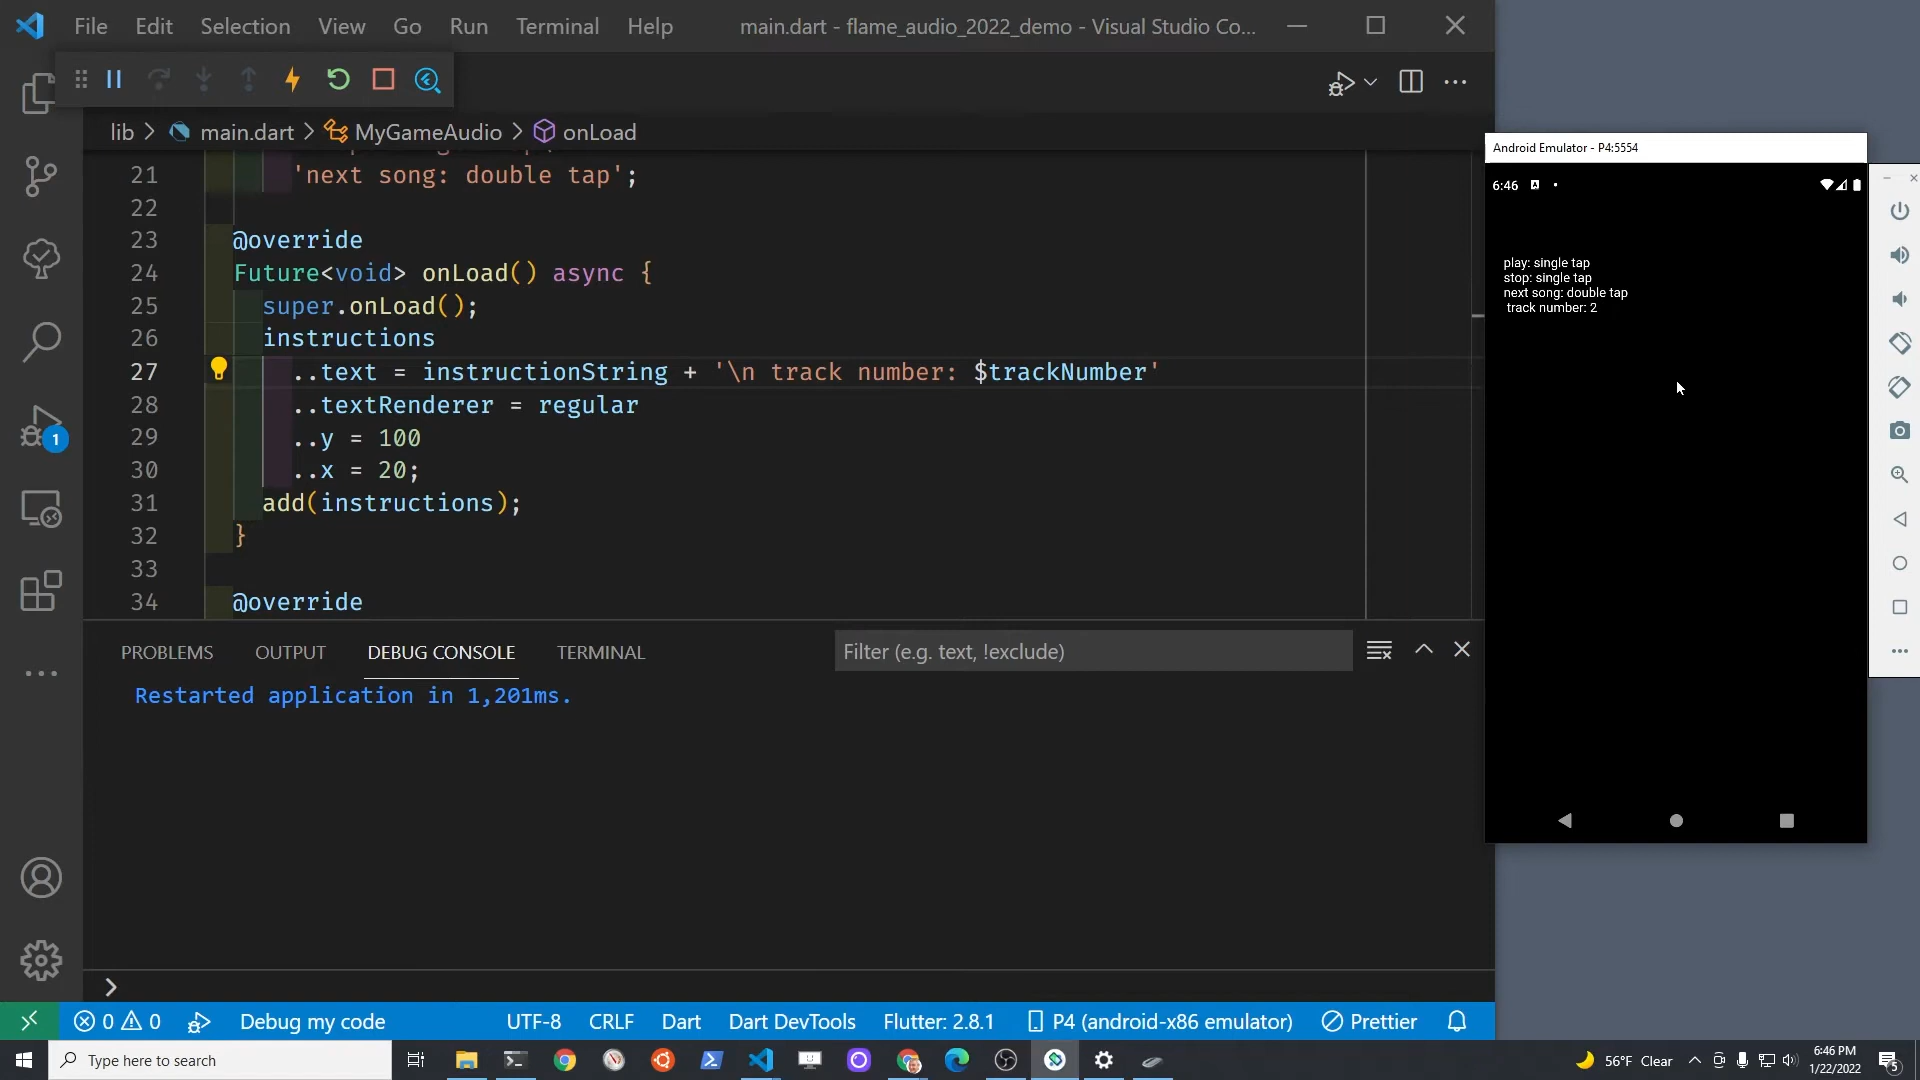 File Edit Selection View Go Run Terminal Help main.dart - flame_audio_2022_demo - Visual Studio Co...
lib > main.dart > MyGameAudio > onLoad
21 'next song: double tap';
22
23 @override
24 Future<void> onLoad() async {
25 super.onLoad();
26 instructions
27 ..text = instructionString + '\n track number: $trackNumber'
28 ..textRenderer = regular
29 ..y = 100
30 ..x = 20;
31 add(instructions);
32 }
33
34 @override
1
PROBLEMS OUTPUT DEBUG CONSOLE TERMINAL Filter (e.g. text, !exclude)
Restarted application in 1,201ms.
>
0 0 Debug my code UTF-8 CRLF Dart Dart DevTools Flutter: 2.8.1 P4 (android-x86 emulator) Prettier
Android Emulator - P4:5554
6:46
play: single tap
stop: single tap
next song: double tap
track number: 2
Type here to search
56°F Clear
6:46 PM
1/22/2022
5